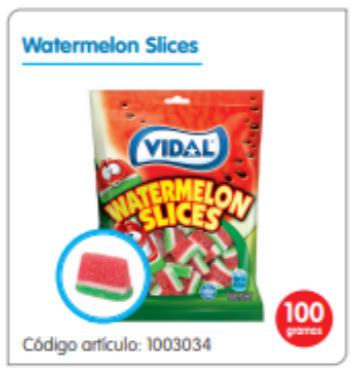 Watermelon Slices
VIDAL
WATERMELON
SLICES
100
gramos
Código artículo: 1003034